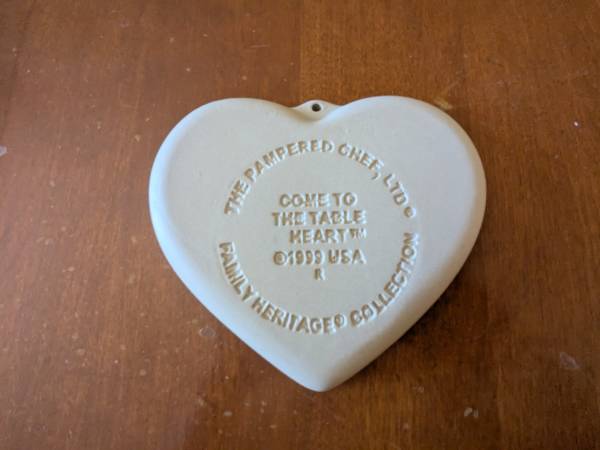 THE PAMPERED CHEF, LTD©
COME TO
THE TABLE
HEART™
©1999 USA
R
FAMILY HERITAGE® COLLECTION